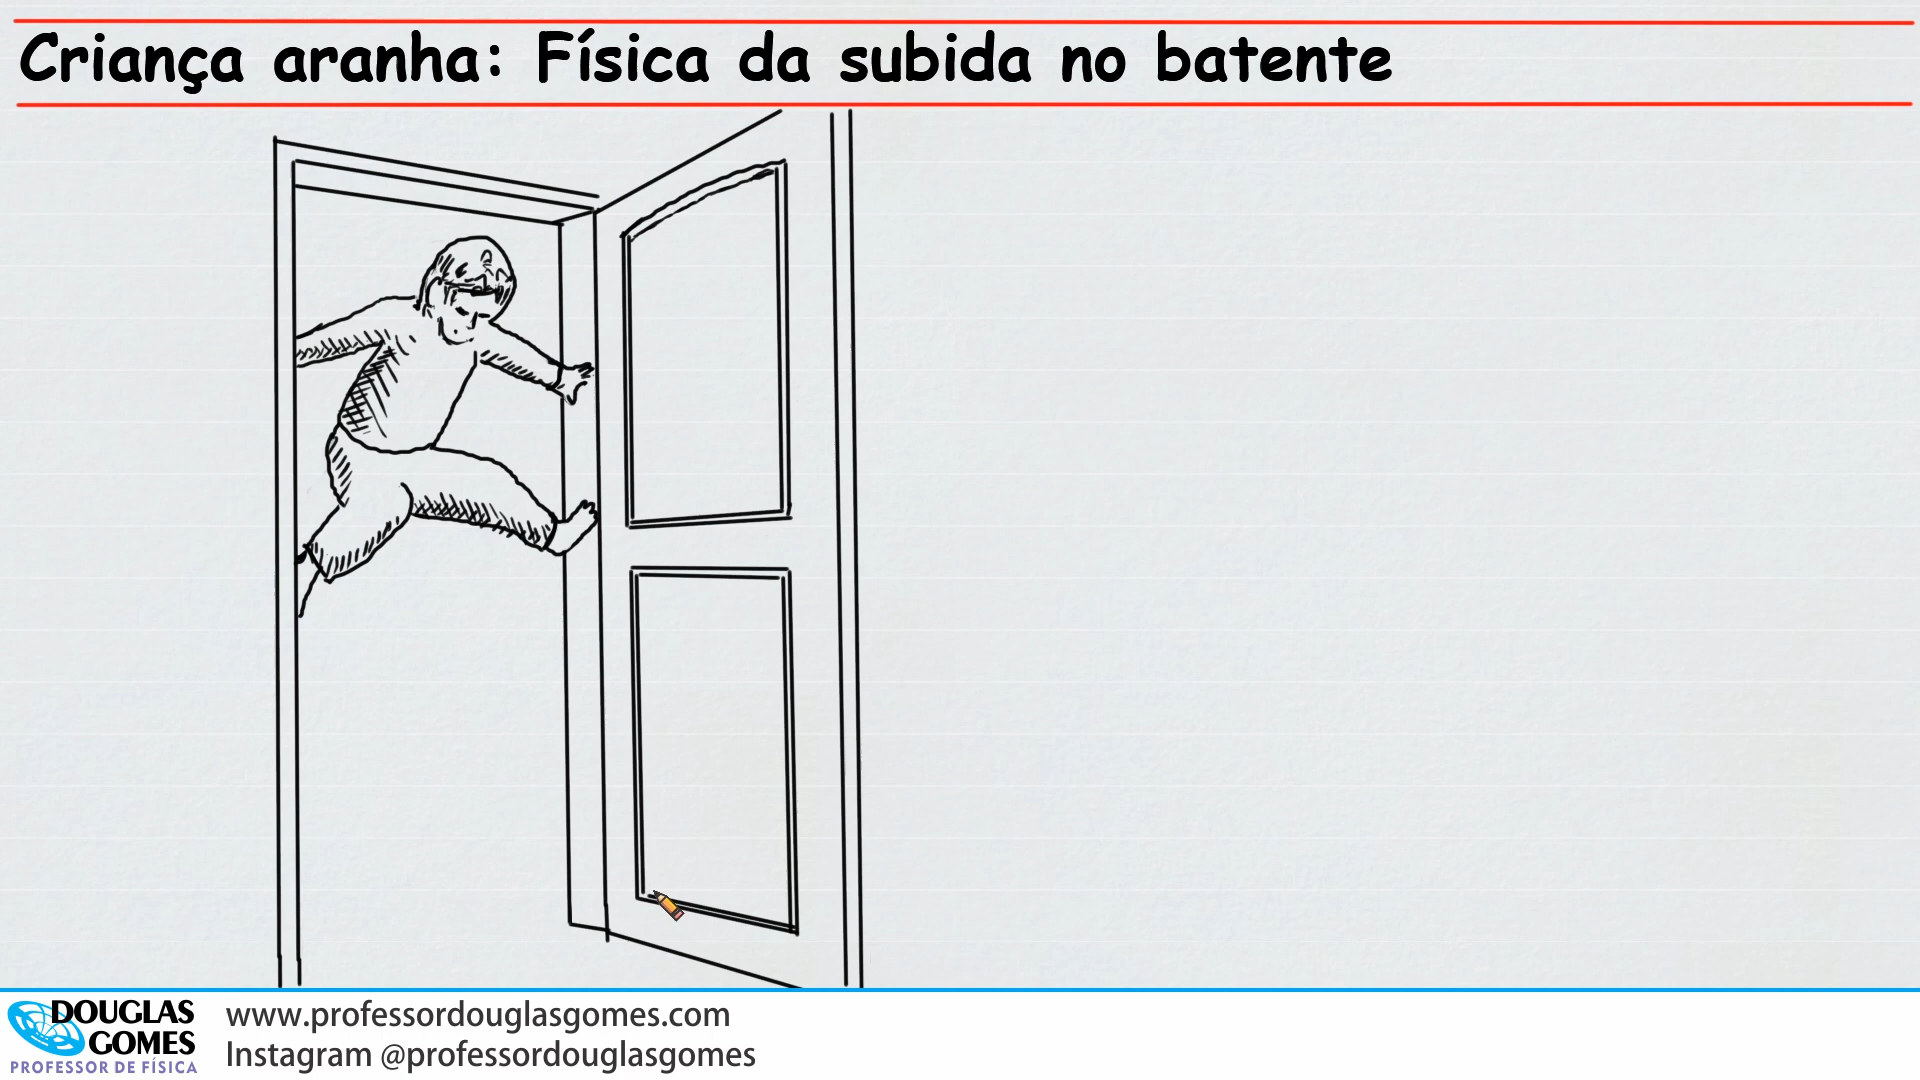 Criança aranha: Física da subida no batente
DOUGLAS
GOMES
PROFESSOR DE FÍSICA
www.professordouglasgomes.com
Instagram @professordouglasgomes